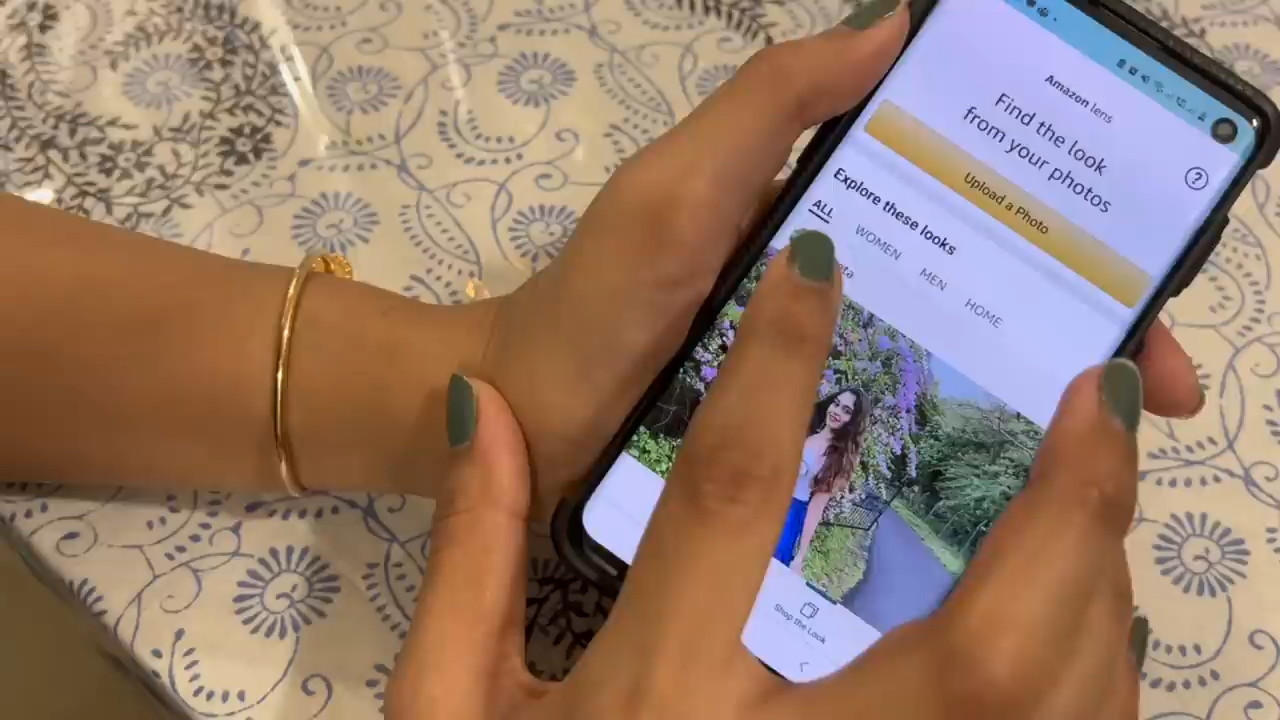 Amazon lens
Find the look
from your photos
Upload a Photo
Explore these looks
ALL WOMEN MEN HOME
Shop the Look